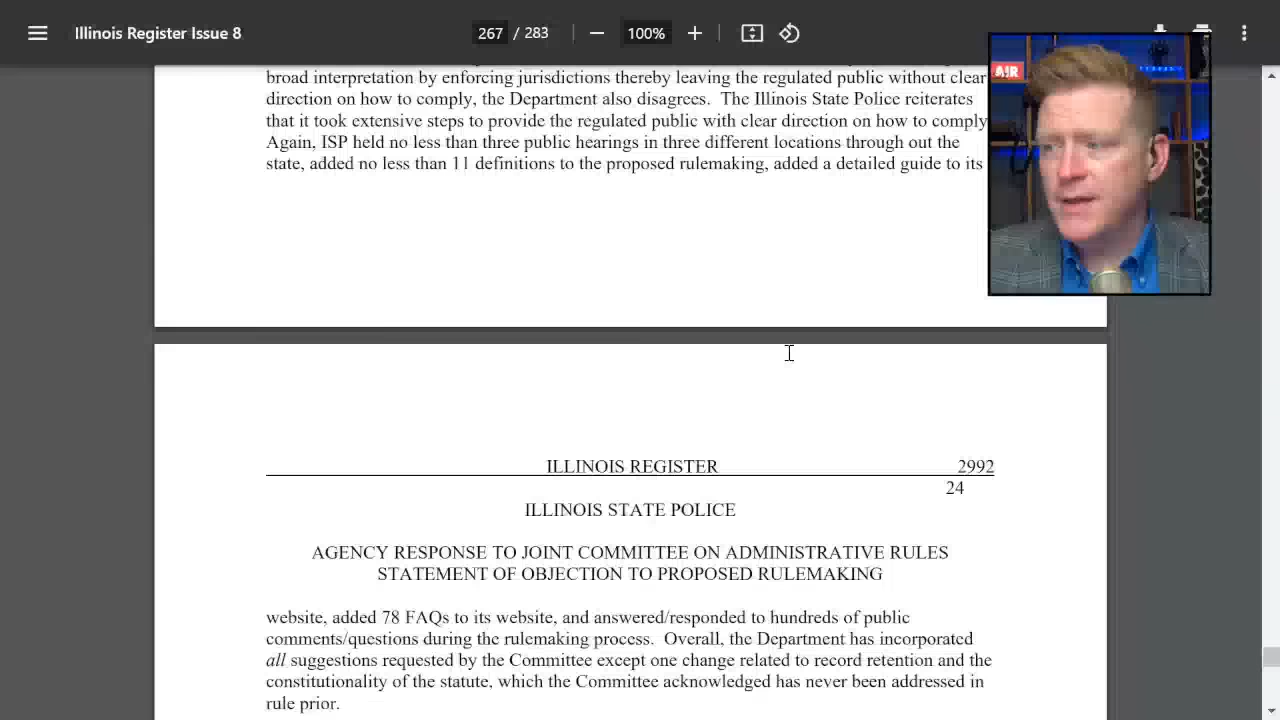 Illinois Register Issue 8
267 / 283
100%
AIR
broad interpretation by enforcing jurisdictions thereby leaving the regulated public without clear
direction on how to comply, the Department also disagrees. The Illinois State Police reiterates
that it took extensive steps to provide the regulated public with clear direction on how to comply
Again, ISP held no less than three public hearings in three different locations through out the
state, added no less than 11 definitions to the proposed rulemaking, added a detailed guide to its
ILLINOIS REGISTER 2992
24
ILLINOIS STATE POLICE
AGENCY RESPONSE TO JOINT COMMITTEE ON ADMINISTRATIVE RULES
STATEMENT OF OBJECTION TO PROPOSED RULEMAKING
website, added 78 FAQs to its website, and answered/responded to hundreds of public
comments/questions during the rulemaking process. Overall, the Department has incorporated
all suggestions requested by the Committee except one change related to record retention and the
constitutionality of the statute, which the Committee acknowledged has never been addressed in
rule prior.